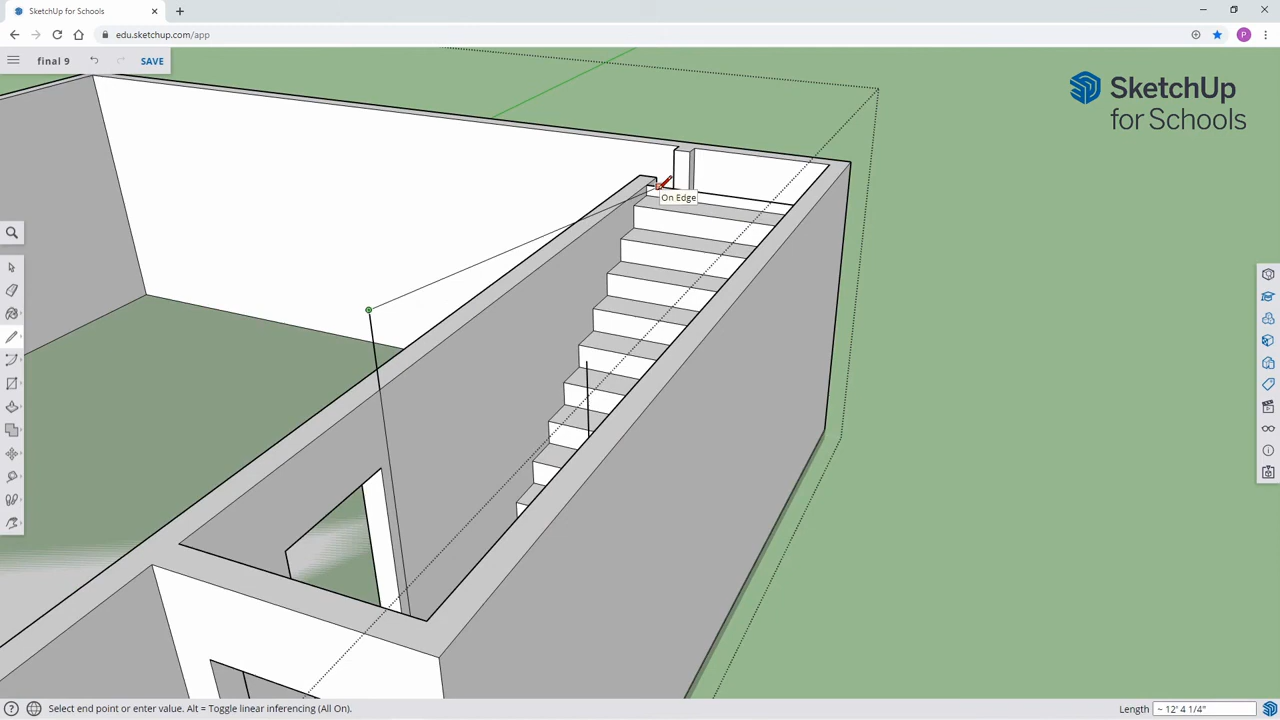 SketchUp for Schools
edu.sketchup.com/app
P
final 9
SAVE
SketchUp
for Schools
On Edge
Select end point or enter value. Alt = Toggle linear inferencing (All On).
Length
~ 12' 4 1/4"